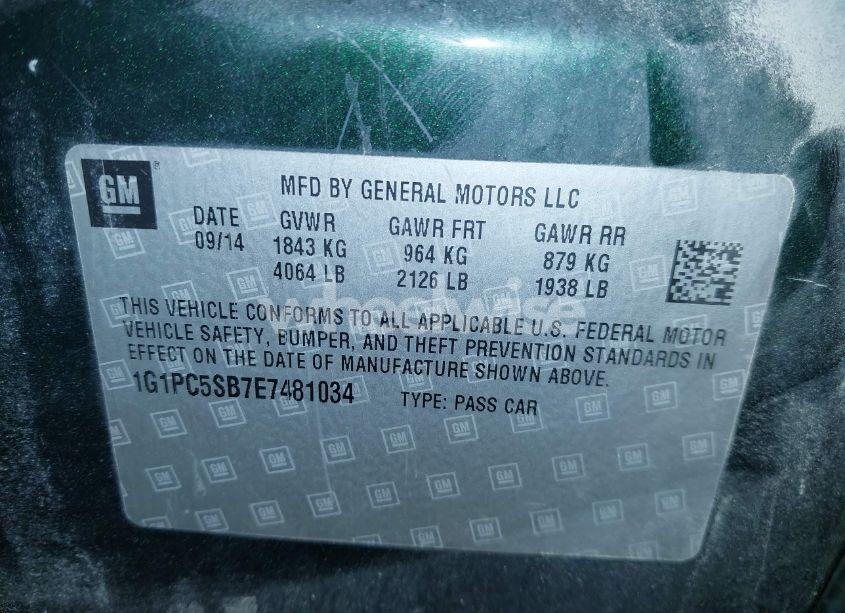 GM
MFD BY GENERAL MOTORS LLC
DATE GVWR GAWR FRT GAWR RR
09/14 1843 KG 964 KG 879 KG
4064 LB 2126 LB 1938 LB
THIS VEHICLE CONFORMS TO ALL APPLICABLE U.S. FEDERAL MOTOR
VEHICLE SAFETY, BUMPER, AND THEFT PREVENTION STANDARDS IN
EFFECT ON THE DATE OF MANUFACTURE SHOWN ABOVE.
1G1PC5SB7E7481034 TYPE: PASS CAR